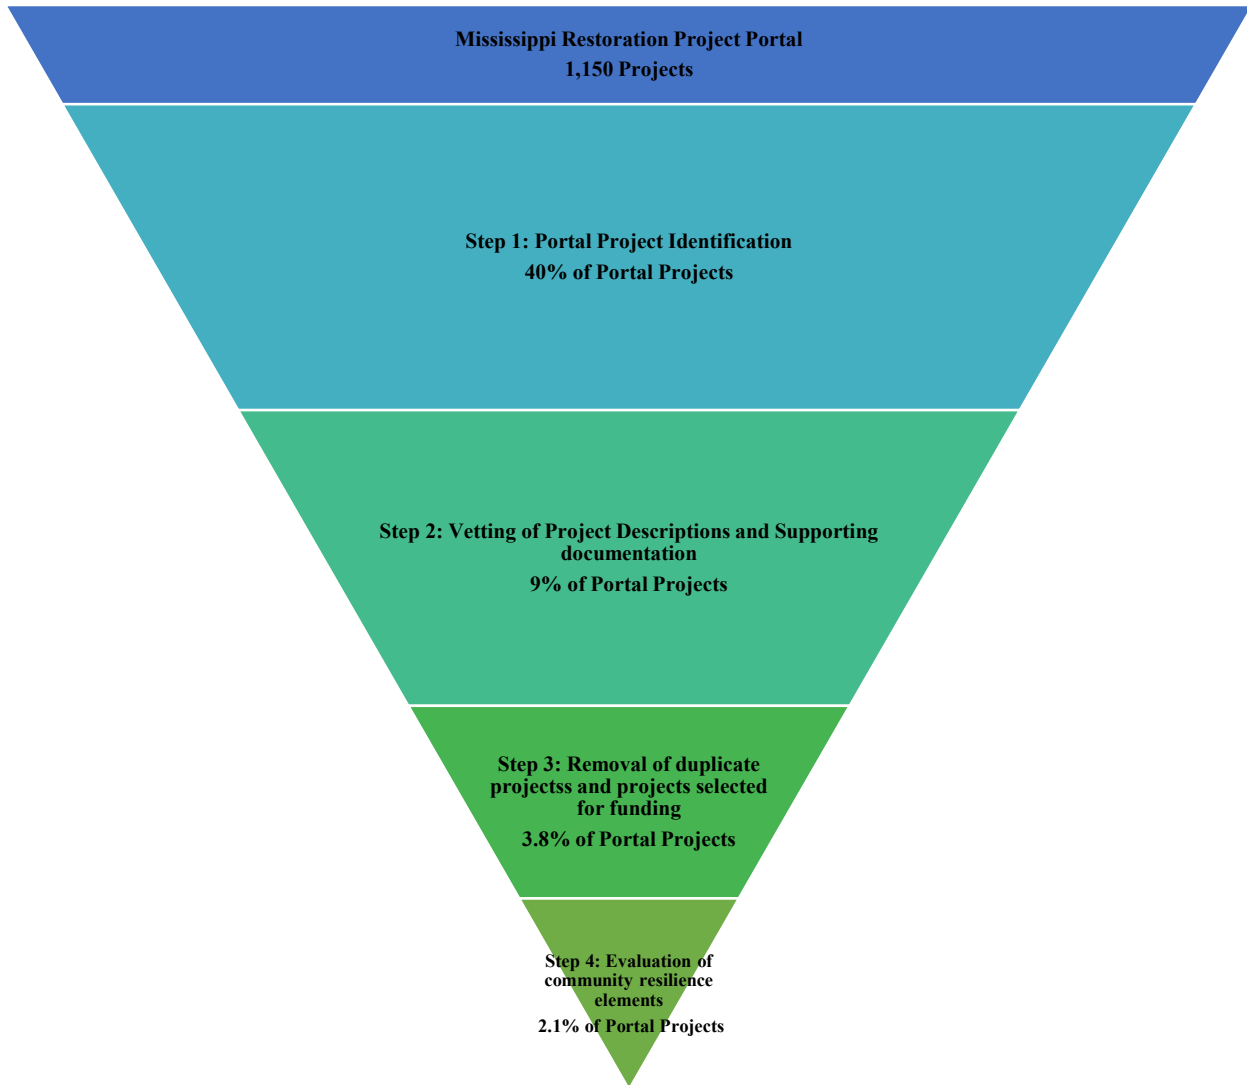 Mississippi Restoration Project Portal
1,150 Projects
Step 1: Portal Project Identification
40% of Portal Projects
Step 2: Vetting of Project Descriptions and Supporting
documentation
9% of Portal Projects
Step 3: Removal of duplicate
projectss and projects selected
for funding
3.8% of Portal Projects
Step 4: Evaluation of
community resilience
elements
2.1% of Portal Projects